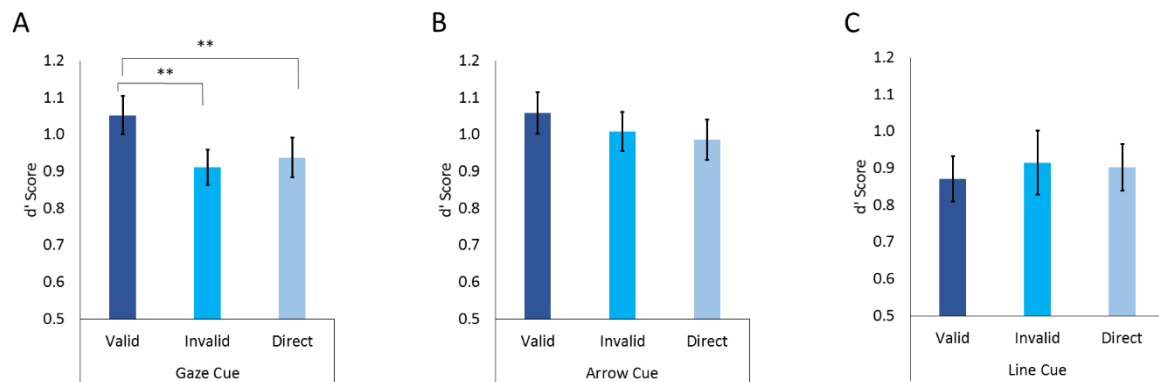 A
**
**
1.2
1.1
1.0
0.9
0.8
0.7
0.6
0.5
d' Score
Valid Invalid Direct
Gaze Cue
B
1.2
1.1
1.0
0.9
0.8
0.7
0.6
0.5
d' Score
Valid Invalid Direct
Arrow Cue
C
1.2
1.1
1.0
0.9
0.8
0.7
0.6
0.5
d' Score
Valid Invalid Direct
Line Cue